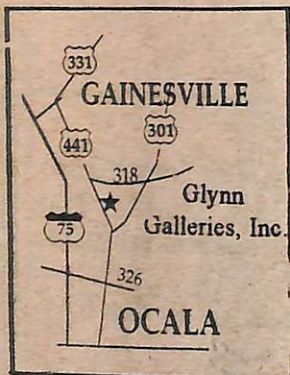 331
GAINESVILLE
301
441
318
Glynn
Galleries, Inc.
75
326
OCALA